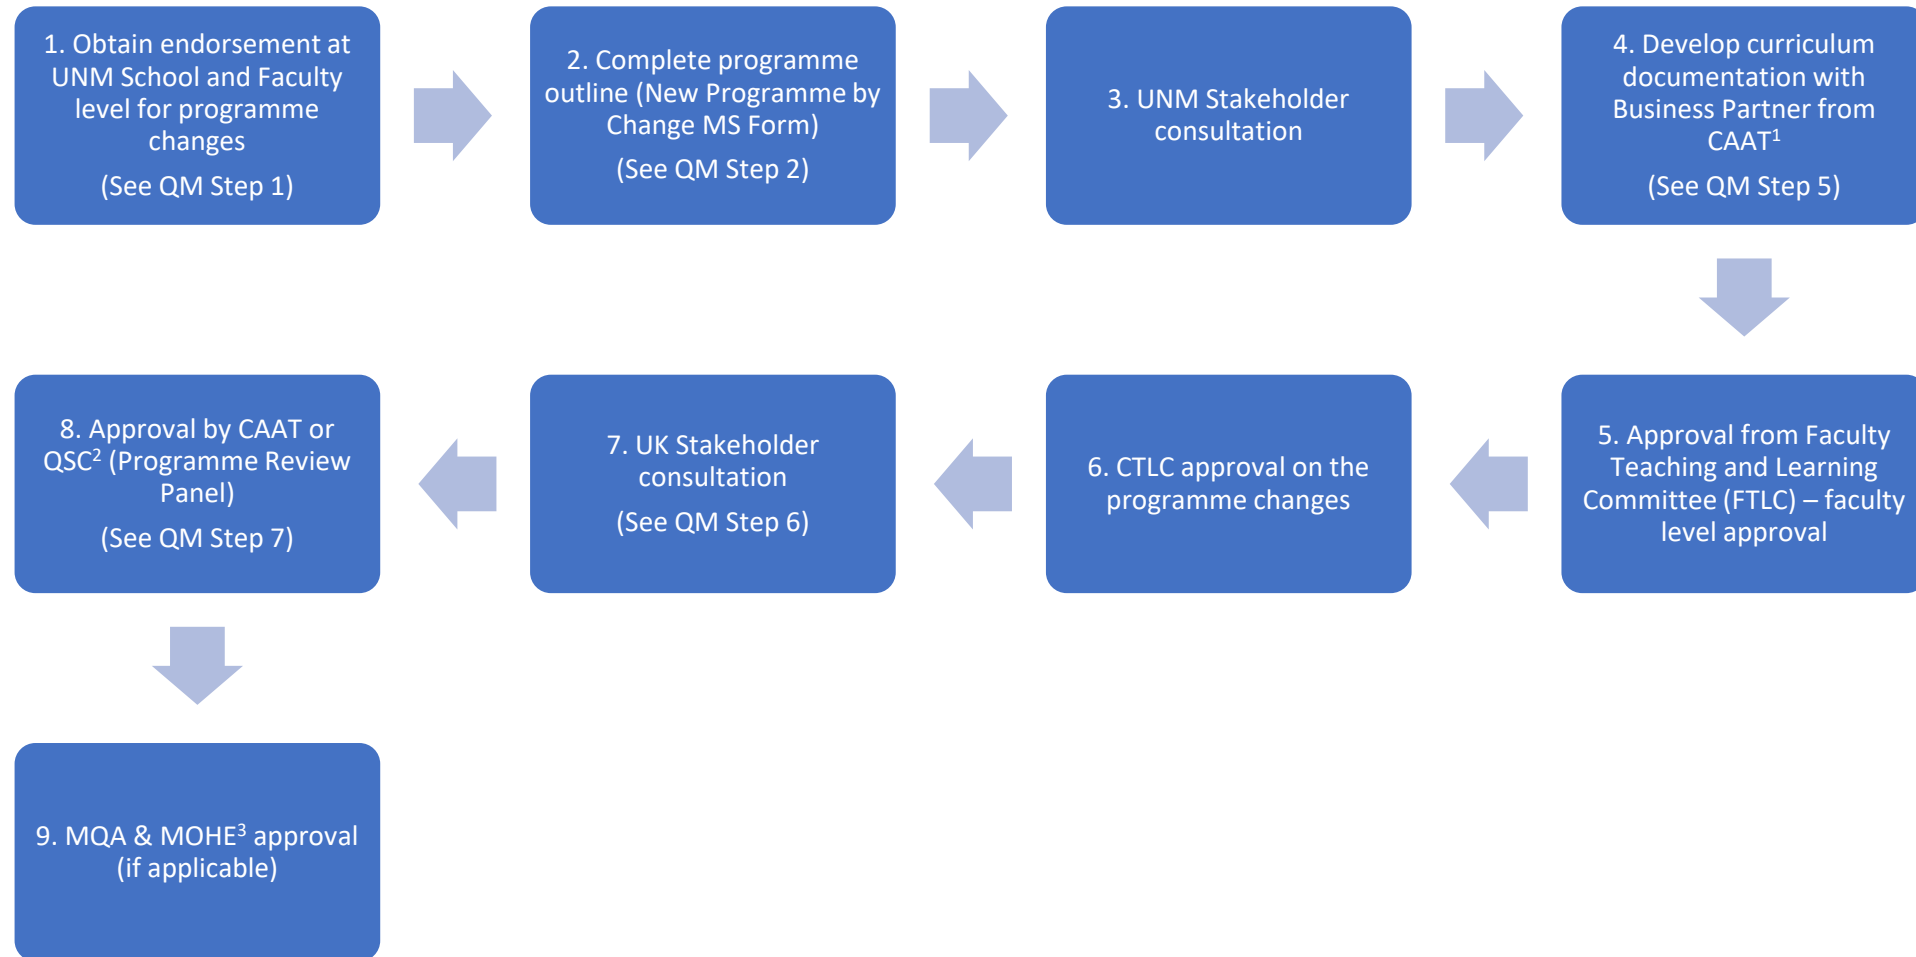 1. Obtain endorsement at
UNM School and Faculty
level for programme
changes
(See QM Step 1)
2. Complete programme
outline (New Programme by
Change MS Form)
(See QM Step 2)
3. UNM Stakeholder
consultation
4. Develop curriculum
documentation with
Business Partner from
CAAT¹
(See QM Step 5)
5. Approval from Faculty
Teaching and Learning
Committee (FTLC) – faculty
level approval
6. CTLC approval on the
programme changes
7. UK Stakeholder
consultation
(See QM Step 6)
8. Approval by CAAT or
QSC² (Programme Review
Panel)
(See QM Step 7)
9. MQA & MOHE³ approval
(if applicable)